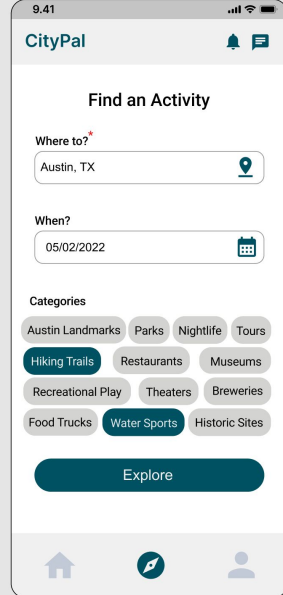 9.41
CityPal
Find an Activity
Where to?*
Austin, TX
When?
05/02/2022
Categories
Austin Landmarks Parks Nightlife Tours
Hiking Trails Restaurants Museums
Recreational Play Theaters Breweries
Food Trucks Water Sports Historic Sites
Explore